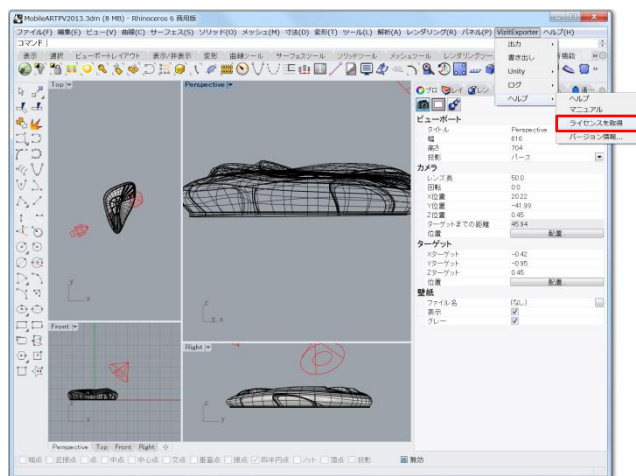 MobileARTPV2013.3dm (8 MB) - Rhinoceros 6 商用版
ファイル(F) 編集(E) ビュー(V) 曲線(C) サーフェス(S) ソリッド(O) メッシュ(M) 寸法(D) 変形(T) ツール(L) 解析(A) レンダリング(R) パネル(P) VizitExporter ヘルプ(H)
コマンド:
表示 選択 ビューポートレイアウト 表示/非表示 変形 曲線ツール サーフェスツール ソリッドツール メッシュツール レンダリングツー
出力
書き出し
Unity
ログ
ヘルプ
ヘルプ
マニュアル
ライセンスを取得
バージョン情報...
Top
Perspective
Front
Right
プロ レイ レン
ビューポート
タイトル Perspective
幅 616
高さ 704
投影 パース
カメラ
レンズ長 50.0
回転 0.0
X位置 20.22
Y位置 -41.99
Z位置 0.45
ターゲットまでの距離 45.94
位置 配置...
ターゲット
Xターゲット -0.42
Yターゲット -0.95
Zターゲット 0.45
位置 配置...
壁紙
ファイル名 (なし)
表示
グレー
Perspective Top Front Right
端点 近接点 点 中点 中心点 交点 垂直点 接点 四半円点 ノット 頂点 投影 無効